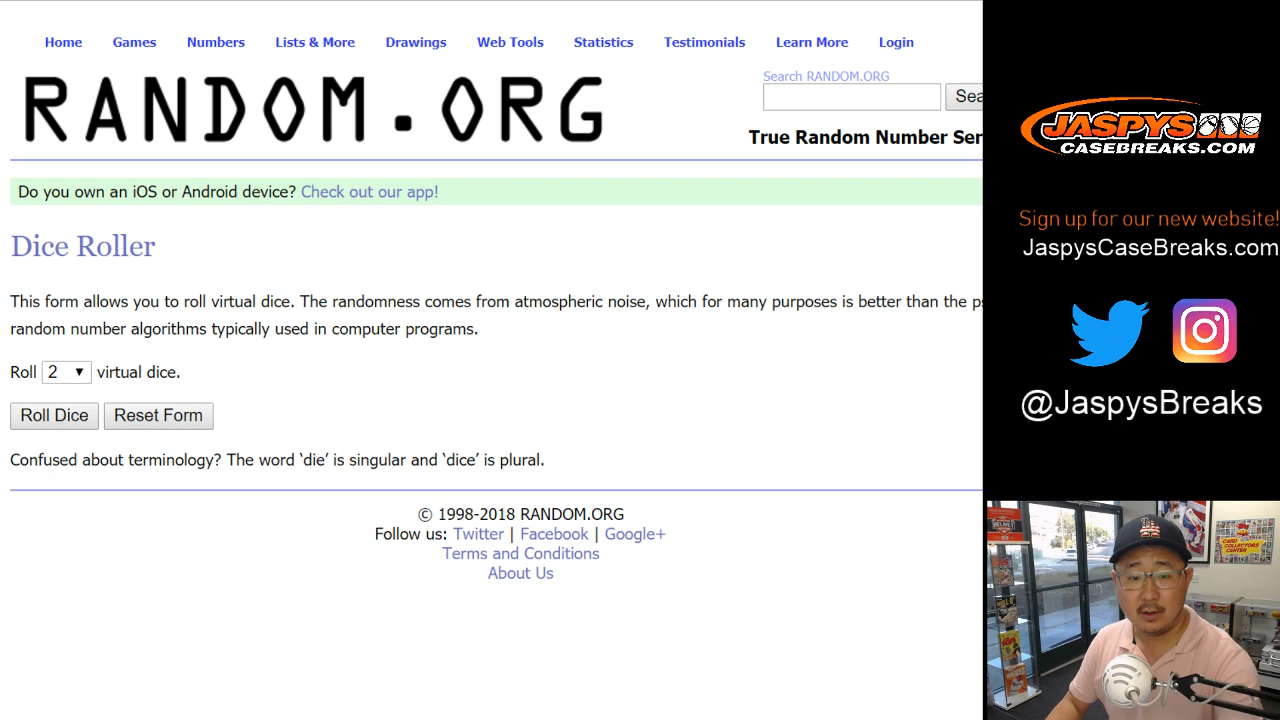 Home Games Numbers Lists & More Drawings Web Tools Statistics Testimonials Learn More Login
RANDOM.ORG
Search RANDOM.ORG
Sea
True Random Number Ser
Do you own an iOS or Android device? Check out our app!
Dice Roller
This form allows you to roll virtual dice. The randomness comes from atmospheric noise, which for many purposes is better than the ps
random number algorithms typically used in computer programs.
Roll 2 virtual dice.
Roll Dice Reset Form
Confused about terminology? The word ‘die’ is singular and ‘dice’ is plural.
© 1998-2018 RANDOM.ORG
Follow us: Twitter | Facebook | Google+
Terms and Conditions
About Us
JASPYS
CASEBREAKS.COM
Sign up for our new website!
JaspysCaseBreaks.com
@JaspysBreaks
CARD
COLLECTORS
CENTER